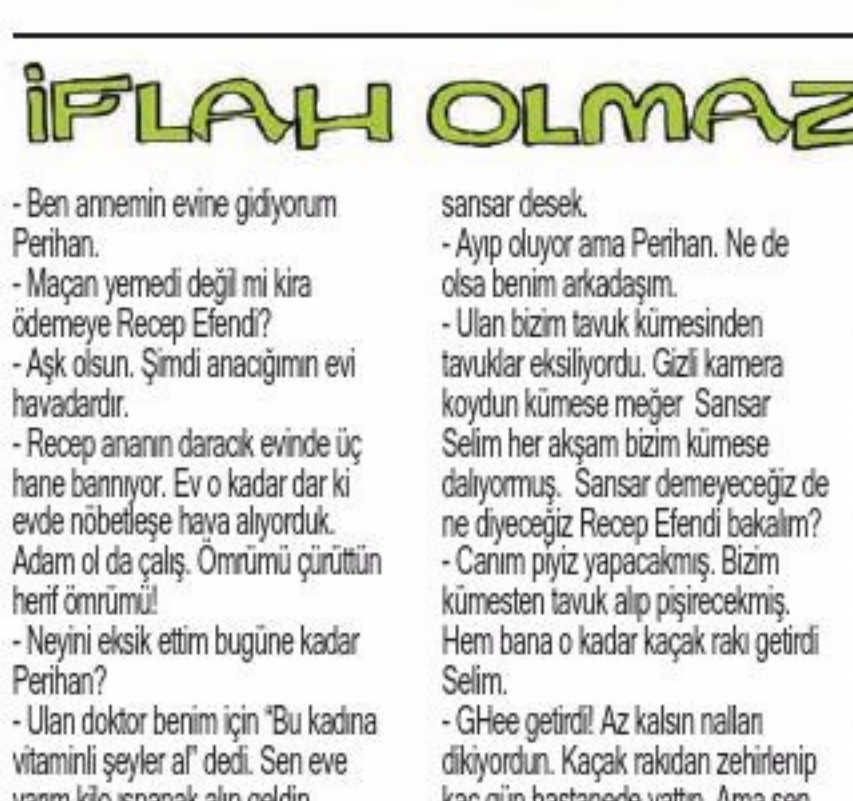 İFLAH OLMAZ
- Ben annemin evine gidiyorum
Perihan.
- Maçan yemedi değil mi kira
ödemeye Recep Efendi?
- Aşk olsun. Şimdi anacığımın evi
havadardır.
- Recep ananın daracık evinde üç
hane barınıyor. Ev o kadar dar ki
evde nöbetleşe hava alıyorduk.
Adam ol da çalış. Ömrümü çürüttün
herif ömrümü!
- Neyini eksik ettim bugüne kadar
Perihan?
- Ulan doktor benim için “Bu kadına
vitaminli şeyler al” dedi. Sen eve
yarım kilo ıspanak alıp geldin.
sansar desek.
- Ayıp oluyor ama Perihan. Ne de
olsa benim arkadaşım.
- Ulan bizim tavuk kümesinden
tavuklar eksiliyordu. Gizli kamera
koydun kümese meğer  Sansar
Selim her akşam bizim kümese
dalıyormuş.  Sansar demeyeceğiz de
ne diyeceğiz Recep Efendi bakalım?
- Canım piyiz yapacakmış. Bizim
kümesten tavuk alıp pişirecekmiş.
Hem bana o kadar kaçak rakı getirdi
Selim.
- GHee getirdi! Az kalsın nalları
dikiyordun. Kaçak rakıdan zehirlenip
kaç gün hastanede yattın. Ama sen